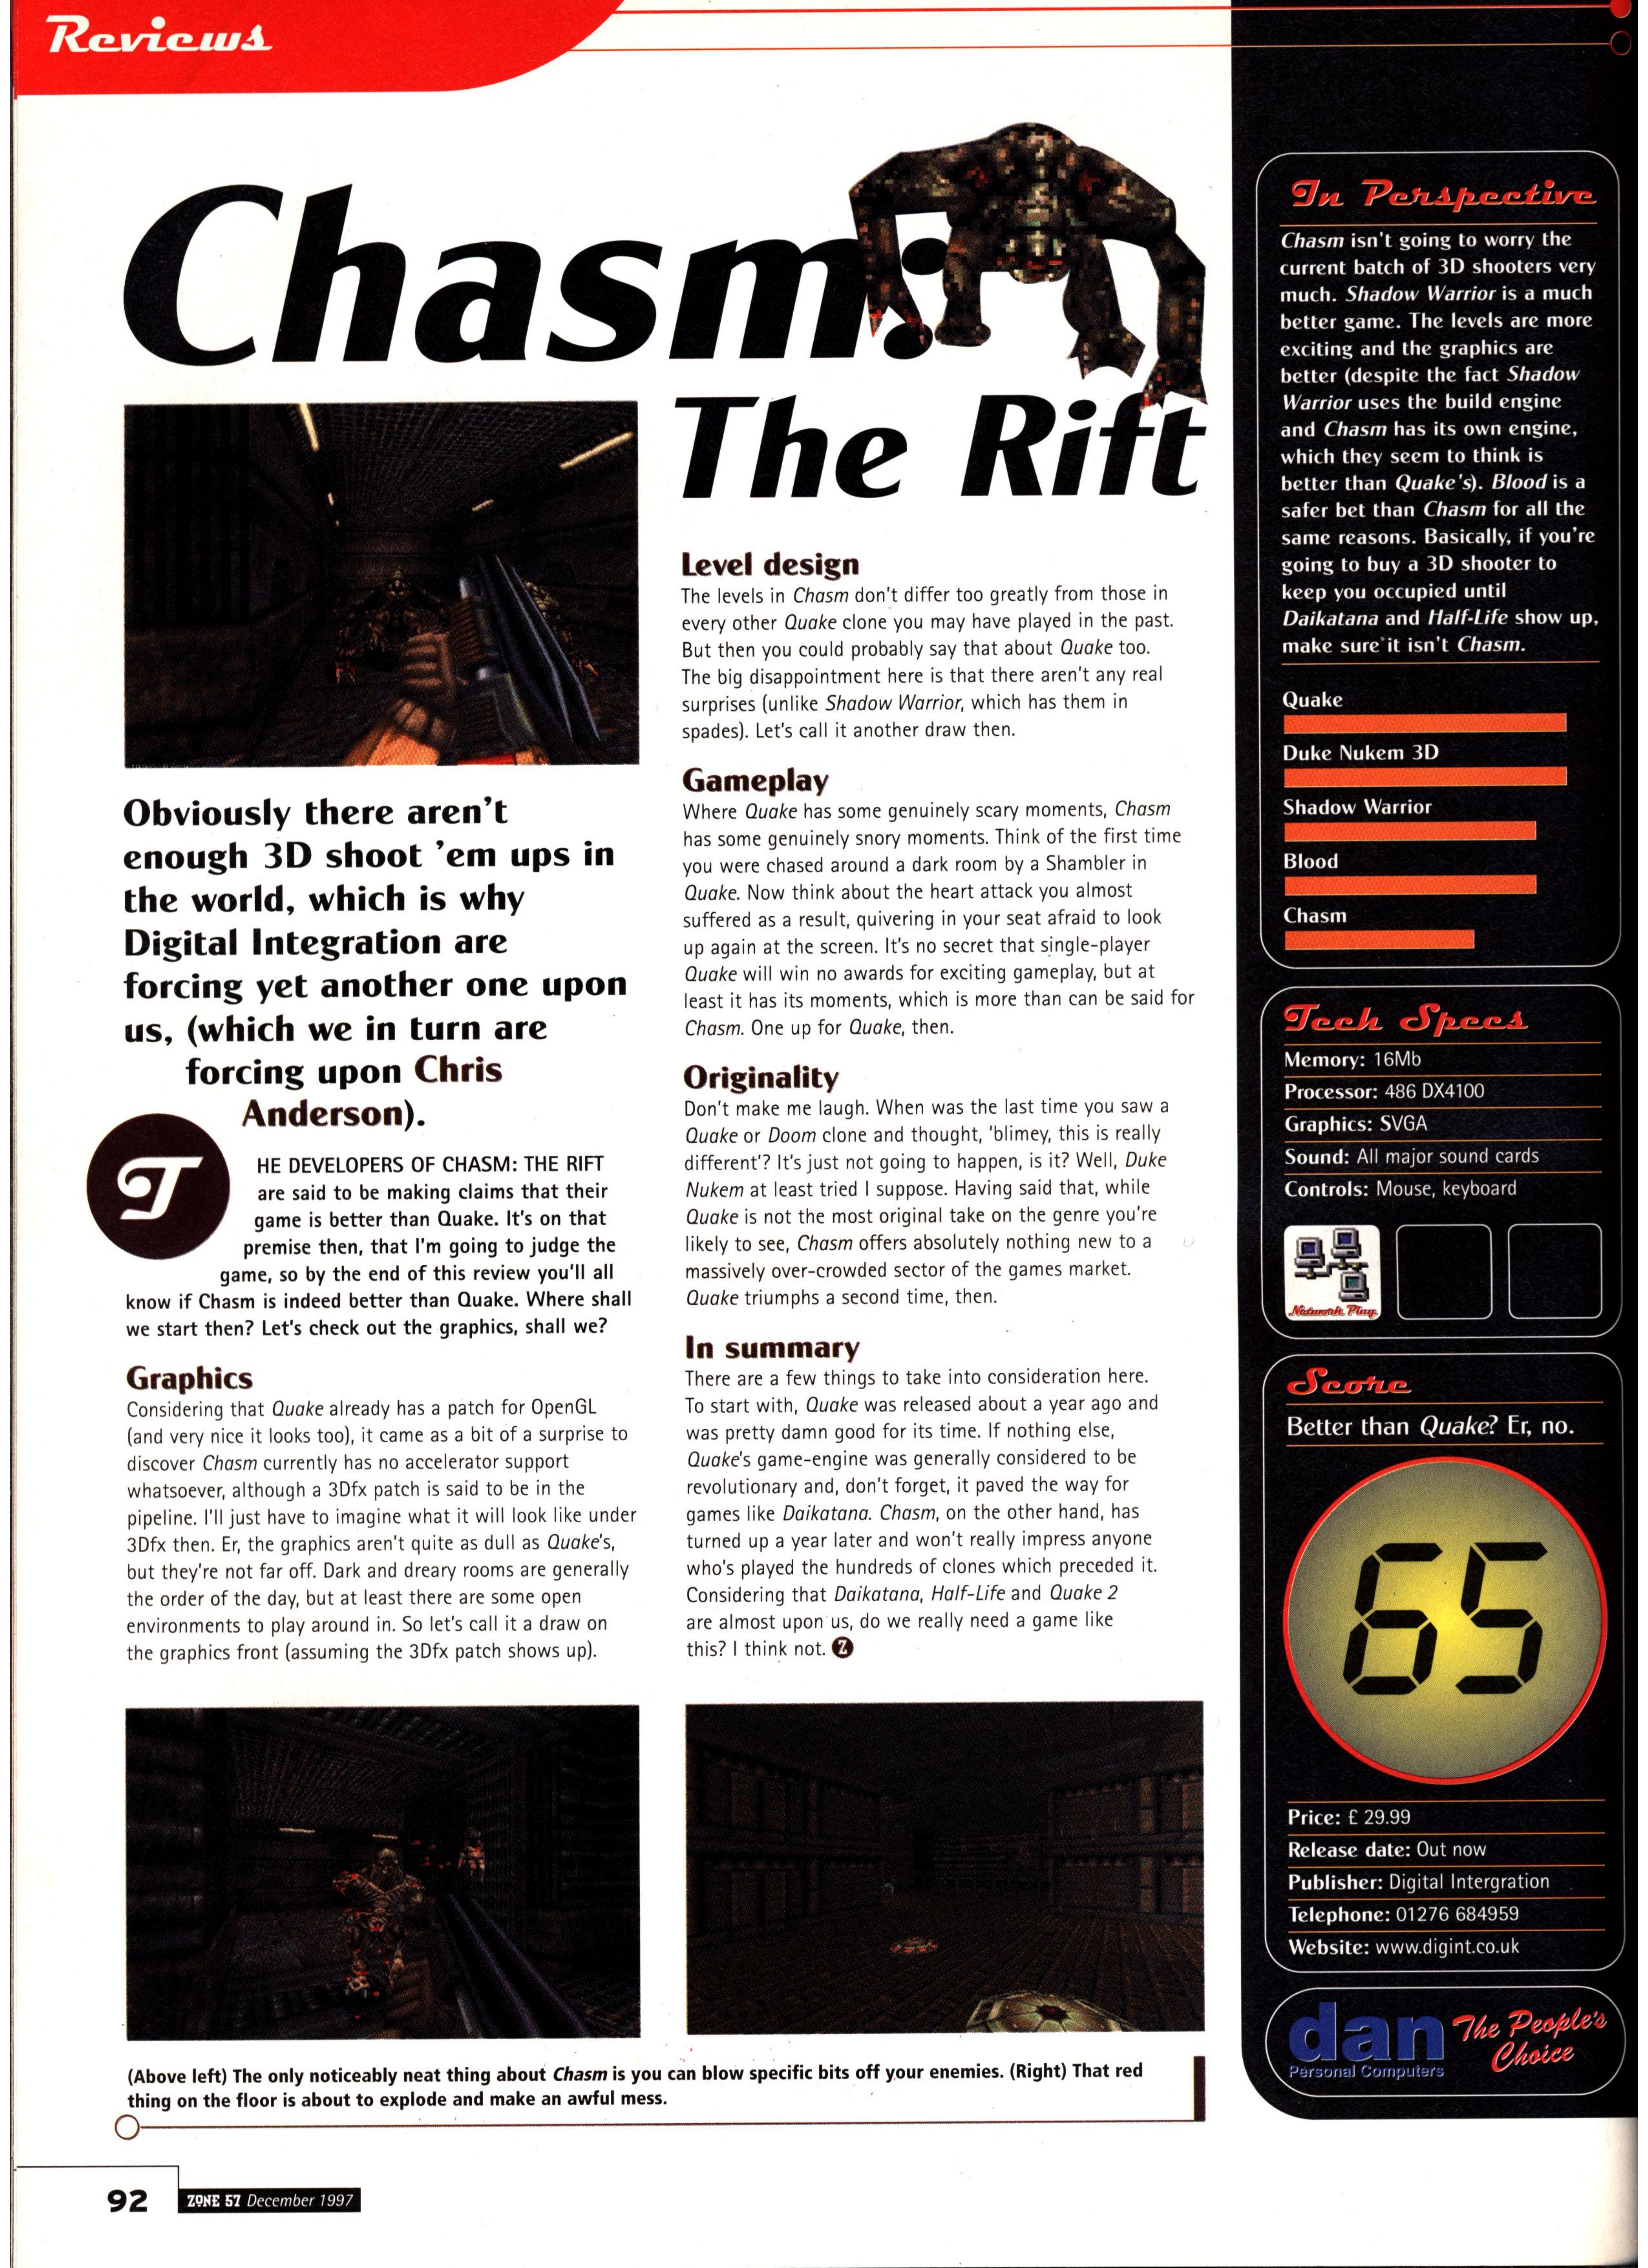 Reviews
Chasm:
The Rift
Obviously there aren't
enough 3D shoot 'em ups in
the world, which is why
Digital Integration are
forcing yet another one upon
us, (which we in turn are
forcing upon Chris
Anderson).
THE DEVELOPERS OF CHASM: THE RIFT
are said to be making claims that their
game is better than Quake. It's on that
premise then, that I'm going to judge the
game, so by the end of this review you'll all
know if Chasm is indeed better than Quake. Where shall
we start then? Let's check out the graphics, shall we?
Graphics
Considering that Quake already has a patch for OpenGL
(and very nice it looks too), it came as a bit of a surprise to
discover Chasm currently has no accelerator support
whatsoever, although a 3Dfx patch is said to be in the
pipeline. I'll just have to imagine what it will look like under
3Dfx then. Er, the graphics aren't quite as dull as Quake's,
but they're not far off. Dark and dreary rooms are generally
the order of the day, but at least there are some open
environments to play around in. So let's call it a draw on
the graphics front (assuming the 3Dfx patch shows up).
Level design
The levels in Chasm don't differ too greatly from those in
every other Quake clone you may have played in the past.
But then you could probably say that about Quake too.
The big disappointment here is that there aren't any real
surprises (unlike Shadow Warrior, which has them in
spades). Let's call it another draw then.
Gameplay
Where Quake has some genuinely scary moments, Chasm
has some genuinely snory moments. Think of the first time
you were chased around a dark room by a Shambler in
Quake. Now think about the heart attack you almost
suffered as a result, quivering in your seat afraid to look
up again at the screen. It's no secret that single-player
Quake will win no awards for exciting gameplay, but at
least it has its moments, which is more than can be said for
Chasm. One up for Quake, then.
Originality
Don't make me laugh. When was the last time you saw a
Quake or Doom clone and thought, 'blimey, this is really
different'? It's just not going to happen, is it? Well, Duke
Nukem at least tried I suppose. Having said that, while
Quake is not the most original take on the genre you're
likely to see, Chasm offers absolutely nothing new to a
massively over-crowded sector of the games market.
Quake triumphs a second time, then.
In summary
There are a few things to take into consideration here.
To start with, Quake was released about a year ago and
was pretty damn good for its time. If nothing else,
Quake's game-engine was generally considered to be
revolutionary and, don't forget, it paved the way for
games like Daikatana. Chasm, on the other hand, has
turned up a year later and won't really impress anyone
who's played the hundreds of clones which preceded it.
Considering that Daikatana, Half-Life and Quake 2
are almost upon us, do we really need a game like
this? I think not. Z
(Above left) The only noticeably neat thing about Chasm is you can blow specific bits off your enemies. (Right) That red
thing on the floor is about to explode and make an awful mess.
In Perspective
Chasm isn't going to worry the
current batch of 3D shooters very
much. Shadow Warrior is a much
better game. The levels are more
exciting and the graphics are
better (despite the fact Shadow
Warrior uses the build engine
and Chasm has its own engine,
which they seem to think is
better than Quake's). Blood is a
safer bet than Chasm for all the
same reasons. Basically, if you're
going to buy a 3D shooter to
keep you occupied until
Daikatana and Half-Life show up,
make sure it isn't Chasm.
Quake
Duke Nukem 3D
Shadow Warrior
Blood
Chasm
Tech Specs
Memory: 16Mb
Processor: 486 DX4100
Graphics: SVGA
Sound: All major sound cards
Controls: Mouse, keyboard
Network Play
Score
Better than Quake? Er, no.
65
Price: £ 29.99
Release date: Out now
Publisher: Digital Intergration
Telephone: 01276 684959
Website: www.digint.co.uk
dan
Personal Computers
The People's
Choice
92
ZONE 57 December 1997